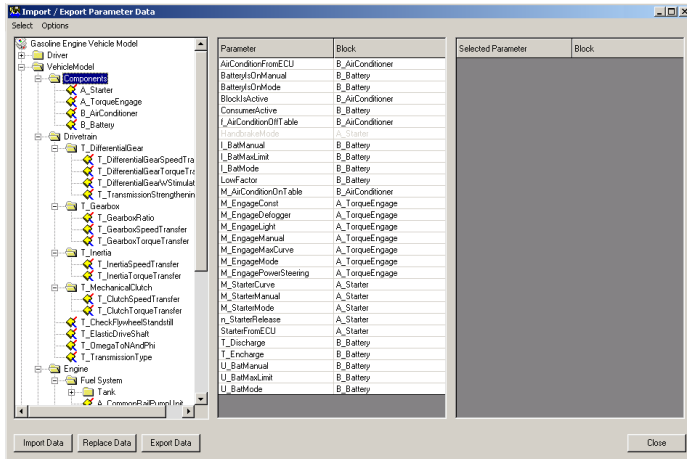 Import / Export Parameter Data
Select Options
Gasoline Engine Vehicle Model
Driver
VehicleModel
Components
A_Starter
A_TorqueEngage
B_AirConditioner
B_Battery
Drivetrain
T_DifferentialGear
T_DifferentialGearSpeedTra
T_DifferentialGearTorqueTra
T_DifferentialGearWStimulat
T_TransmissionStrengthenin
T_Gearbox
T_GearboxRatio
T_GearboxSpeedTransfer
T_GearboxTorqueTransfer
T_Inertia
T_InertiaSpeedTransfer
T_InertiaTorqueTransfer
T_MechanicalClutch
T_ClutchSpeedTransfer
T_ClutchTorqueTransfer
T_CheckFlywheelStandstill
T_ElasticDriveShaft
T_OmegaToNAndPhi
T_TransmissionType
Engine
Fuel System
Tank
A_CommonRailPumpUnit
Parameter Block
AirConditionFromECU B_AirConditioner
BatteryIsOnManual B_Battery
BatteryIsOnMode B_Battery
BlockIsActive B_AirConditioner
ConsumerActive B_Battery
f_AirConditionOffTable B_AirConditioner
HandbrakeMode A_Starter
I_BatManual B_Battery
I_BatMaxLimit B_Battery
I_BatMode B_Battery
LowFactor B_Battery
M_AirConditionOnTable B_AirConditioner
M_EngageConst A_TorqueEngage
M_EngageDefogger A_TorqueEngage
M_EngageLight A_TorqueEngage
M_EngageManual A_TorqueEngage
M_EngageMaxCurve A_TorqueEngage
M_EngageMode A_TorqueEngage
M_EngagePowerSteering A_TorqueEngage
M_StarterCurve A_Starter
M_StarterManual A_Starter
M_StarterMode A_Starter
n_StarterRelease A_Starter
StarterFromECU A_Starter
T_Discharge B_Battery
T_Encharge B_Battery
U_BatManual B_Battery
U_BatMaxLimit B_Battery
U_BatMode B_Battery
Selected Parameter Block
Import Data Replace Data Export Data Close